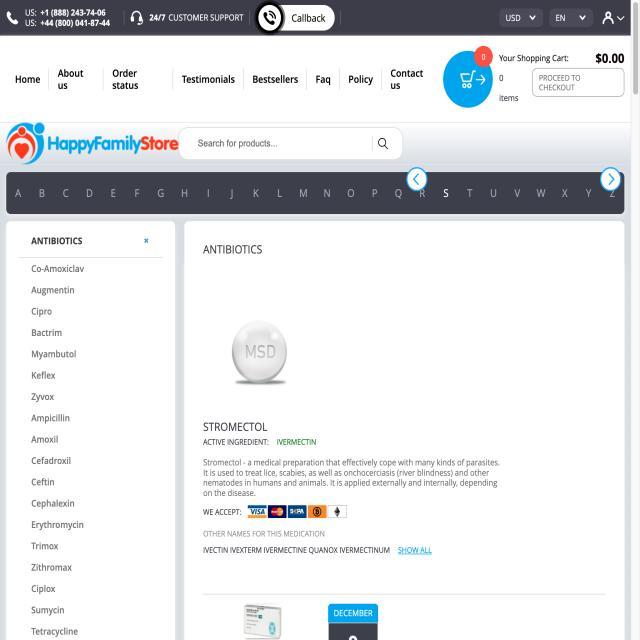 US: +1 (888) 243-74-06
US: +44 (800) 041-87-44
24/7 CUSTOMER SUPPORT
Callback
USD
EN
Home
About us
Order status
Testimonials
Bestsellers
Faq
Policy
Contact us
0
Your Shopping Cart:
$0.00
0 items
PROCEED TO CHECKOUT
HappyFamilyStore
Search for products...
A B C D E F G H I J K L M N O P Q R S T U V W X Y Z
ANTIBIOTICS
Co-Amoxiclav
Augmentin
Cipro
Bactrim
Myambutol
Keflex
Zyvox
Ampicillin
Amoxil
Cefadroxil
Ceftin
Cephalexin
Erythromycin
Trimox
Zithromax
Ciplox
Sumycin
Tetracycline
ANTIBIOTICS
MSD
STROMECTOL
ACTIVE INGREDIENT: IVERMECTIN
Stromectol - a medical preparation that effectively cope with many kinds of parasites.
It is used to treat lice, scabies, as well as onchocerciasis (river blindness) and other
nematodes in humans and animals. It is applied externally and internally, depending
on the disease.
WE ACCEPT: VISA
OTHER NAMES FOR THIS MEDICATION
IVECTIN IVEXTERM IVERMECTINE QUANOX IVERMECTINUM SHOW ALL
DECEMBER